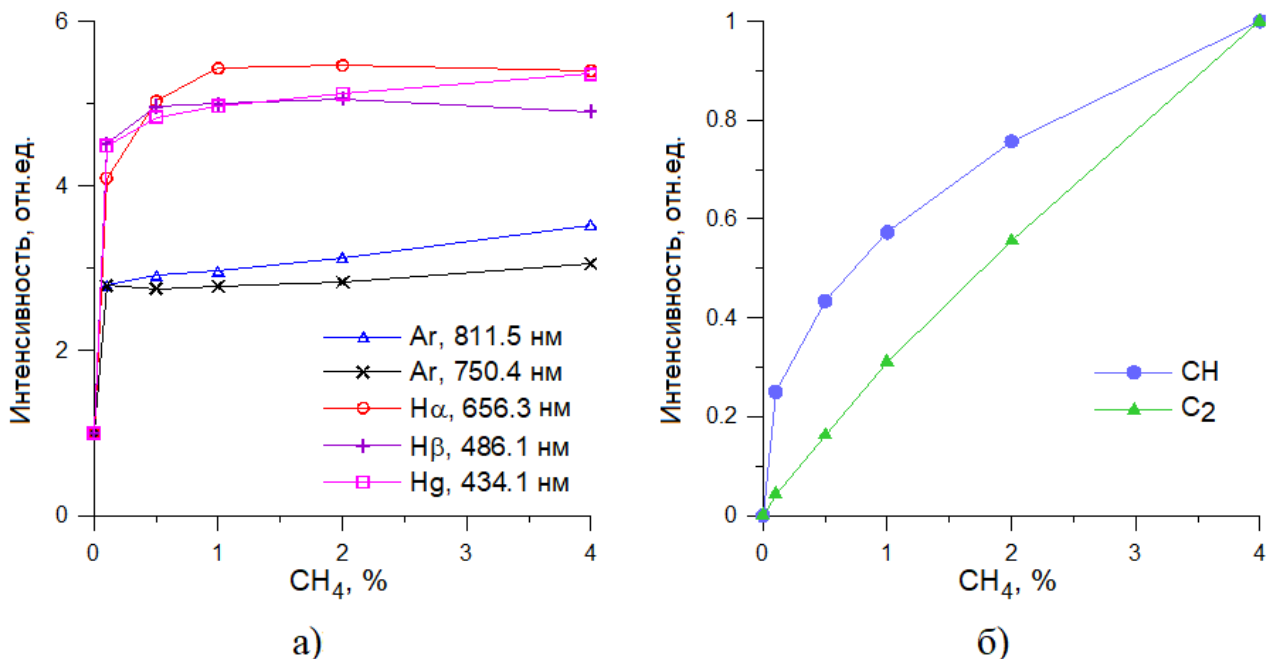 6
4
2
0
Интенсивность, отн.ед.
Ar, 811.5 нм
Ar, 750.4 нм
Hα, 656.3 нм
Hβ, 486.1 нм
Hg, 434.1 нм
0 1 2 3 4
CH4, %
а)
1
0.8
0.6
0.4
0.2
0
Интенсивность, отн.ед.
CH
C2
0 1 2 3 4
CH4, %
б)